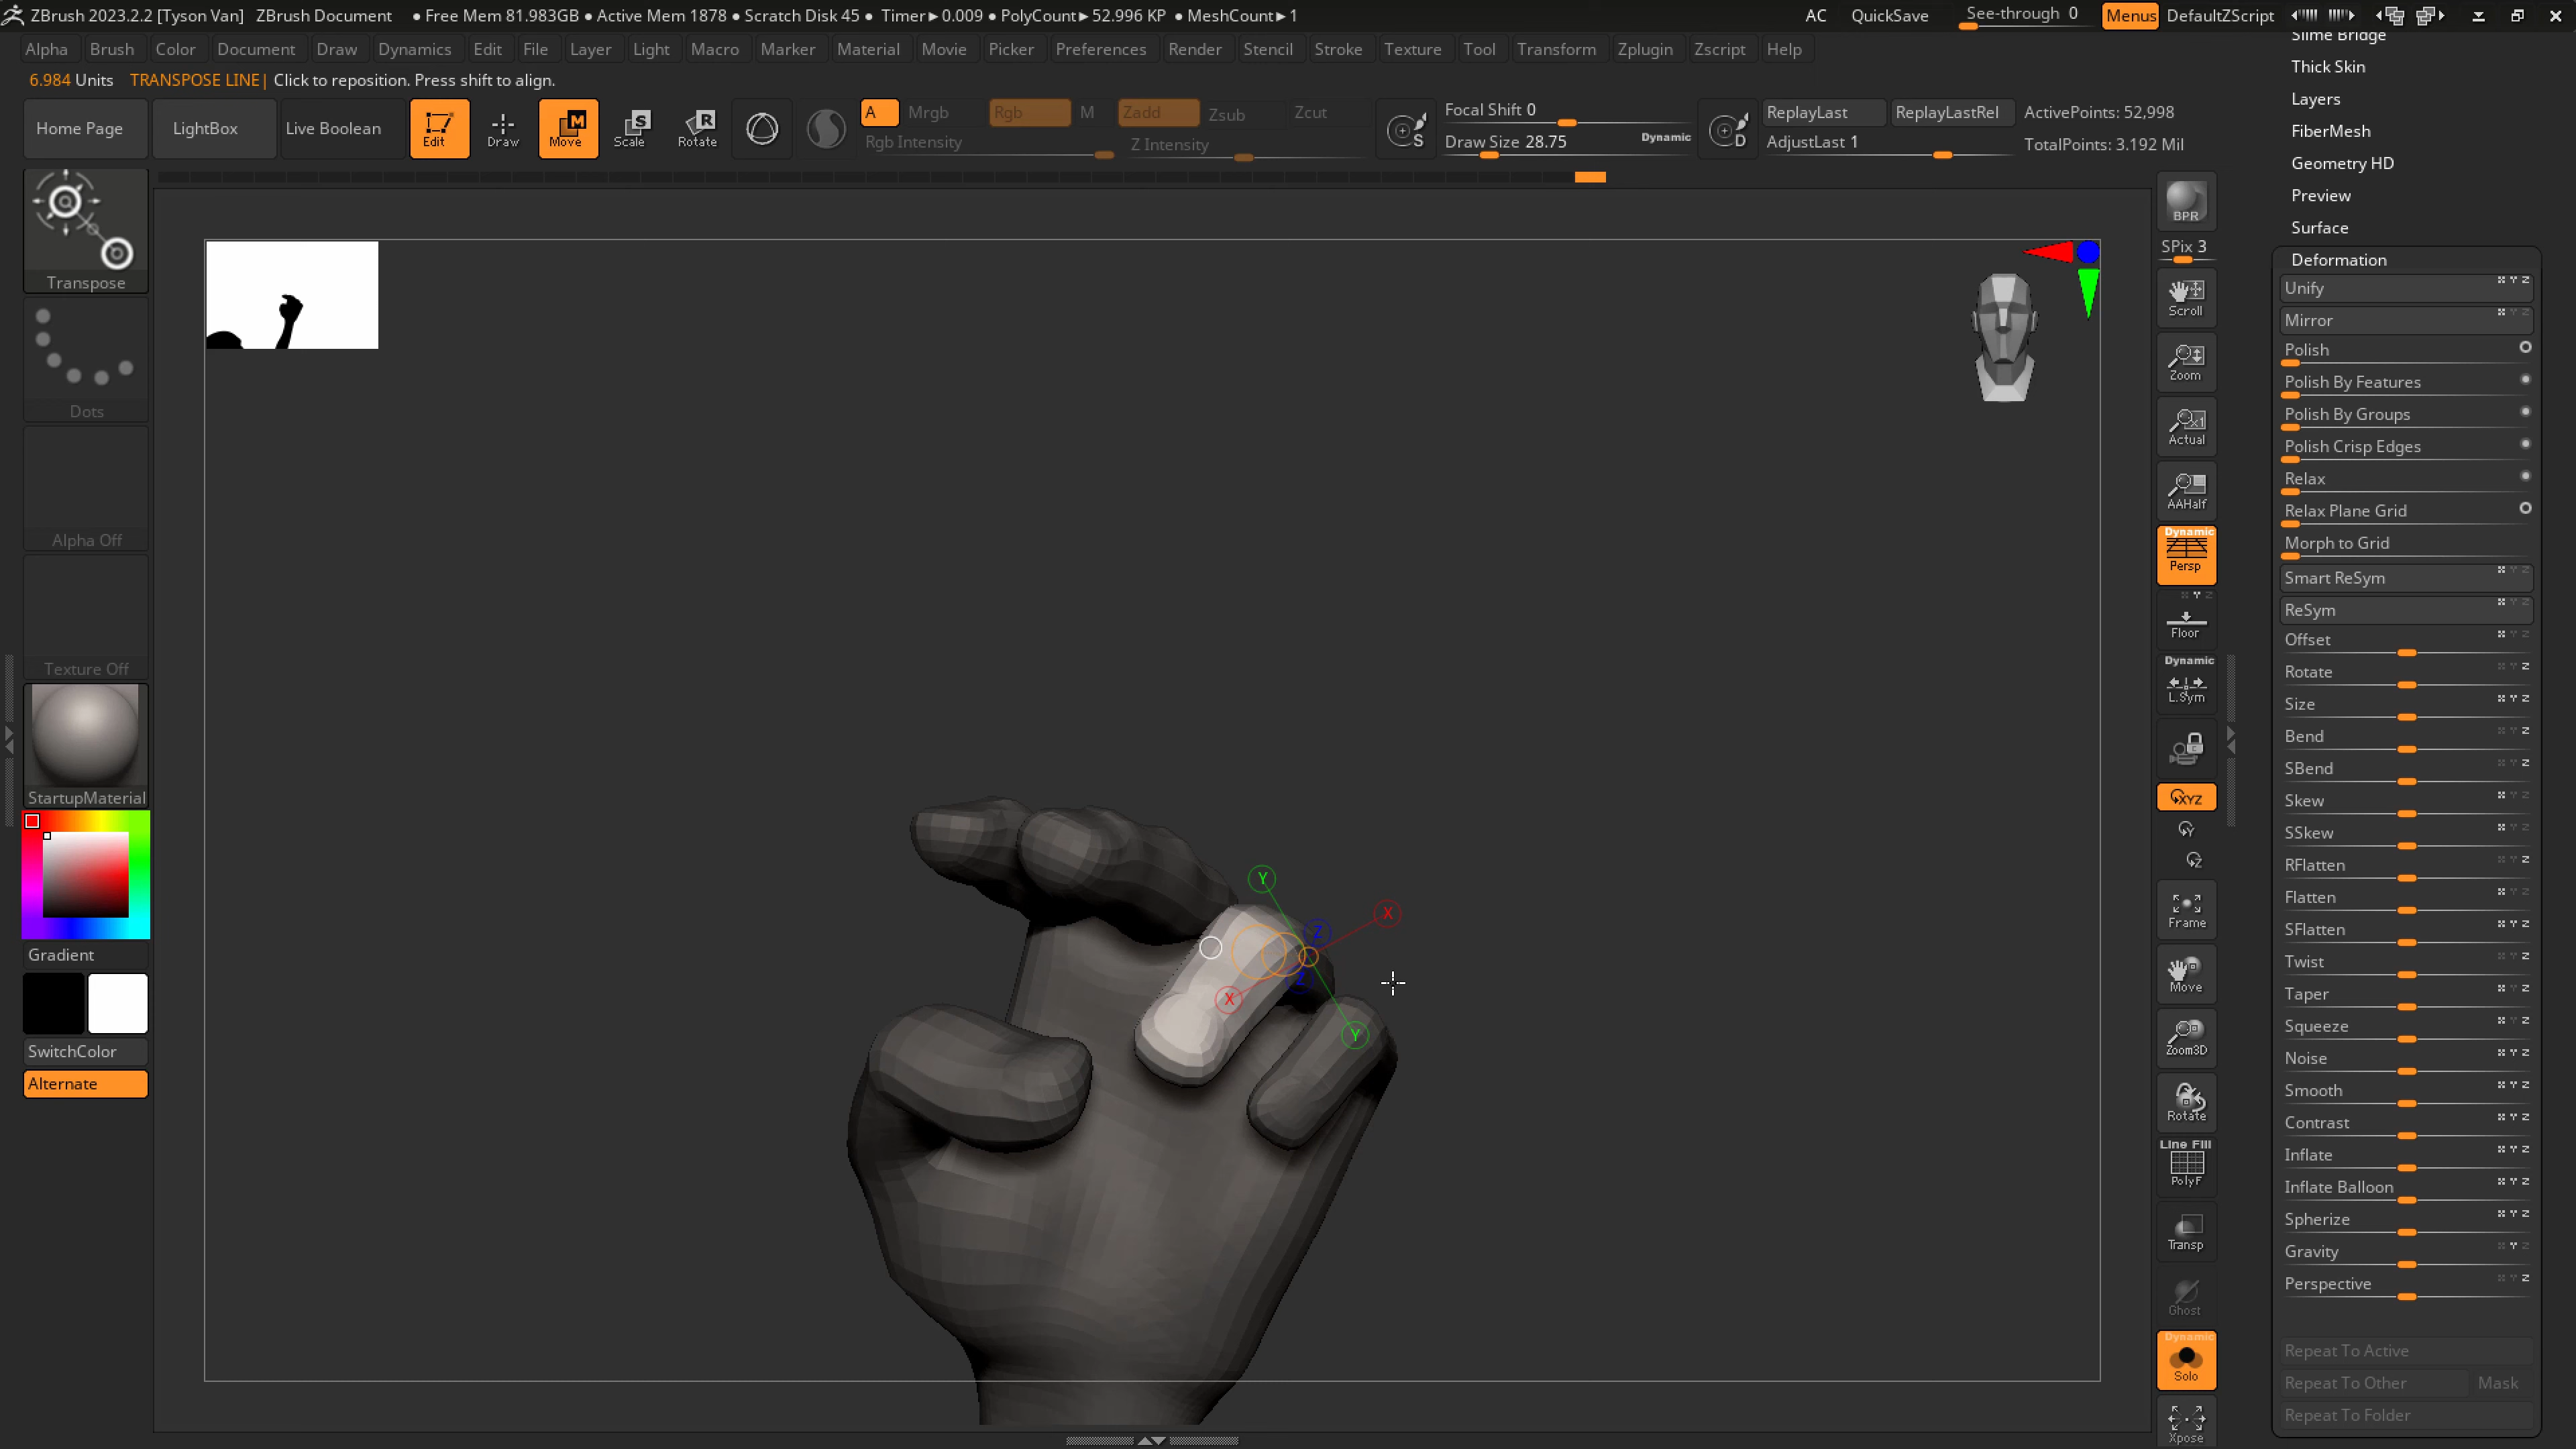 ZBrush 2023.2.2 [Tyson Van] ZBrush Document ● Free Mem 81.983GB ● Active Mem 1878 ● Scratch Disk 45 ● Timer▶0.009 ● PolyCount▶52.996 KP ● MeshCount▶1 AC QuickSave See-through 0 Menus DefaultZScript
Alpha Brush Color Document Draw Dynamics Edit File Layer Light Macro Marker Material Movie Picker Preferences Render Stencil Stroke Texture Tool Transform Zplugin Zscript Help
6.984 Units TRANSPOSE LINE| Click to reposition. Press shift to align.
Home Page LightBox Live Boolean Edit Draw Move Scale Rotate
M S R
A Mrgb Rgb M Zadd Zsub Zcut
Rgb Intensity Z Intensity
S Focal Shift 0
Draw Size 28.75 Dynamic
D ReplayLast ReplayLastRel ActivePoints: 52,998
AdjustLast 1 TotalPoints: 3.192 Mil
Transpose
Dots
Alpha Off
Texture Off
StartupMaterial
Gradient
SwitchColor
Alternate
Y
X
Z
X
Z
Y
BPR
SPix 3
Scroll
Zoom
Actual
AAHalf
Dynamic
Persp
Floor
Dynamic
L.Sym
XYZ
Y
Z
Frame
Move
Zoom3D
Rotate
Line Fill
PolyF
Transp
Ghost
Dynamic
Solo
Xpose
Slime Bridge
Thick Skin
Layers
FiberMesh
Geometry HD
Preview
Surface
Deformation
Unify
Mirror
Polish
Polish By Features
Polish By Groups
Polish Crisp Edges
Relax
Relax Plane Grid
Morph to Grid
Smart ReSym
ReSym
Offset
Rotate
Size
Bend
SBend
Skew
SSkew
RFlatten
Flatten
SFlatten
Twist
Taper
Squeeze
Noise
Smooth
Contrast
Inflate
Inflate Balloon
Spherize
Gravity
Perspective
Repeat To Active
Repeat To Other Mask
Repeat To Folder